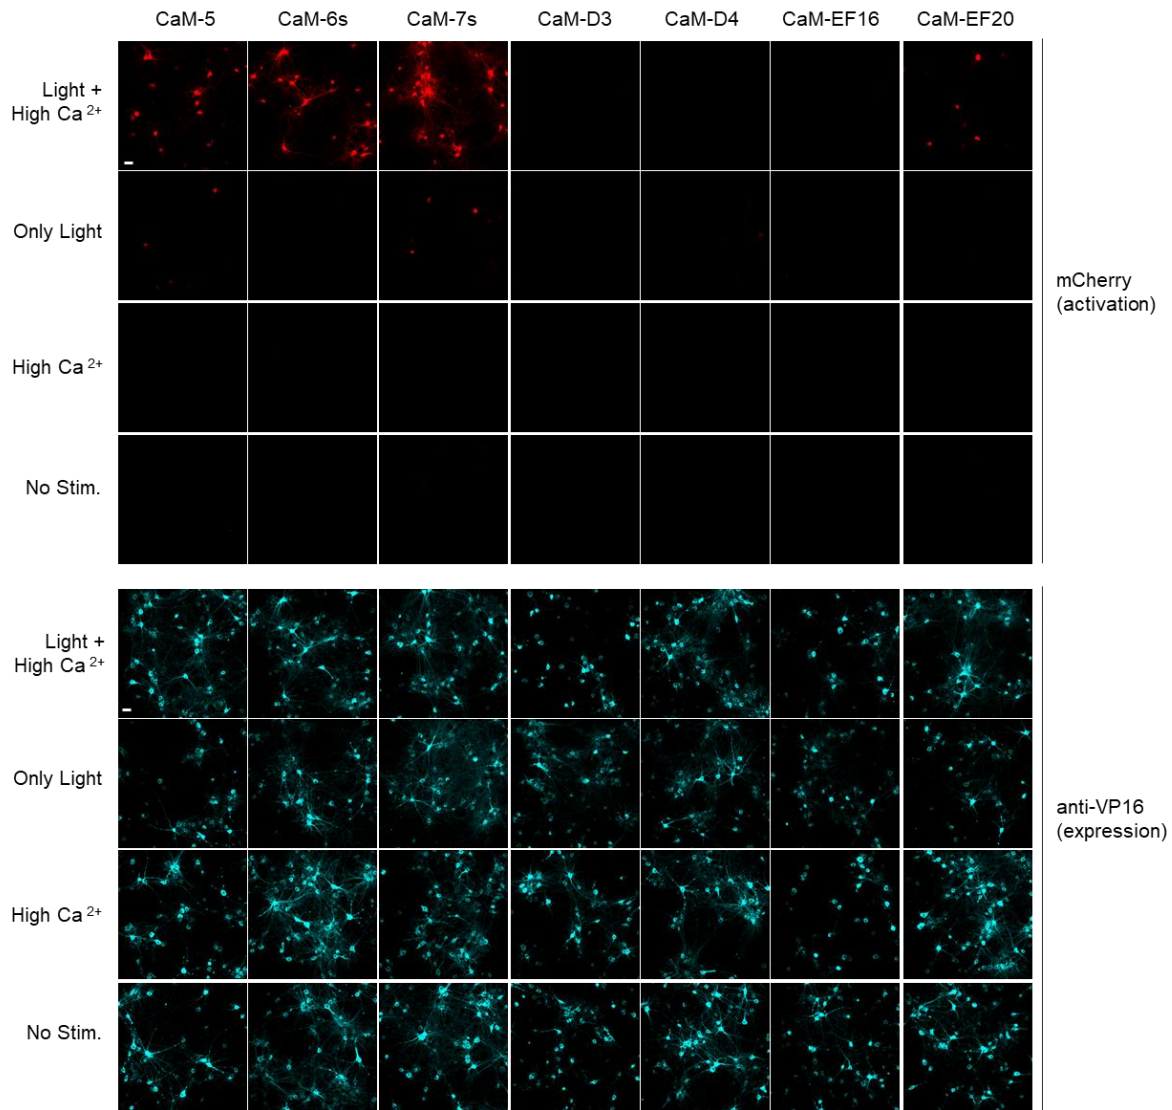 CaM-5 CaM-6s CaM-7s CaM-D3 CaM-D4 CaM-EF16 CaM-EF20
Light +
High Ca 2+
Only Light
High Ca 2+
No Stim.
mCherry
(activation)
Light +
High Ca 2+
Only Light
High Ca 2+
No Stim.
anti-VP16
(expression)